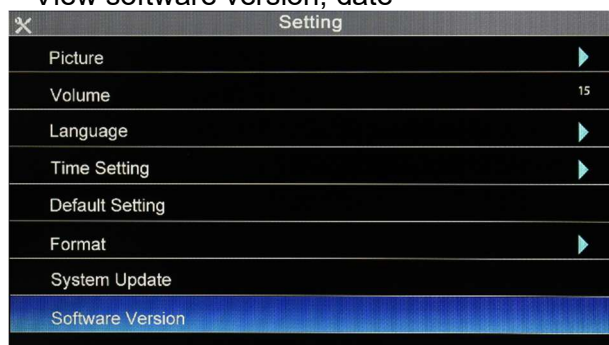 View software version, date
Setting
Picture
Volume 15
Language
Time Setting
Default Setting
Format
System Update
Software Version